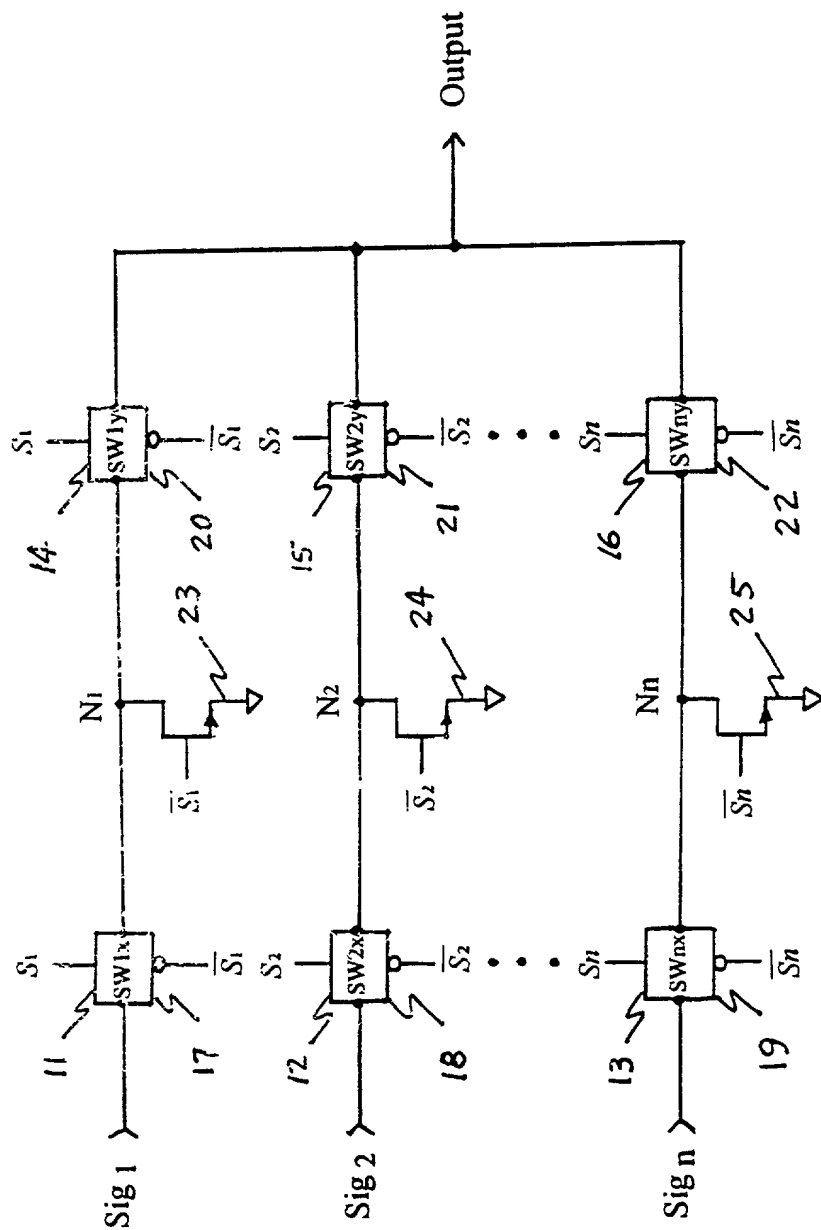 Sig 1
11
S1
SW1x
17
S̅1
N1
S̅1
23
14
S1
SW1y
20
S̅1
Sig 2
12
S2
SW2x
18
S̅2
N2
S̅2
24
15
S2
SW2y
21
S̅2
Output
Sig n
13
Sn
SWnx
19
S̅n
Nn
S̅n
25
16
Sn
SWny
22
S̅n